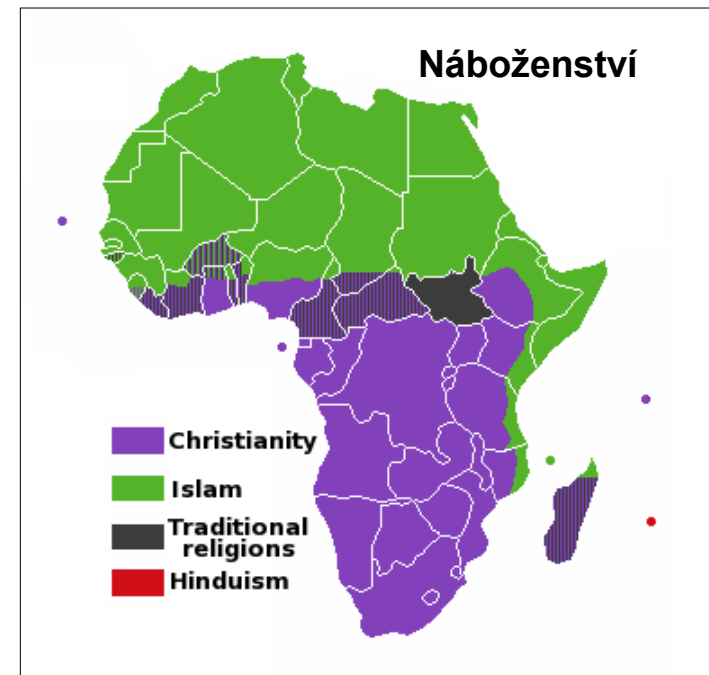 Náboženství
Christianity
Islam
Traditional
religions
Hinduism